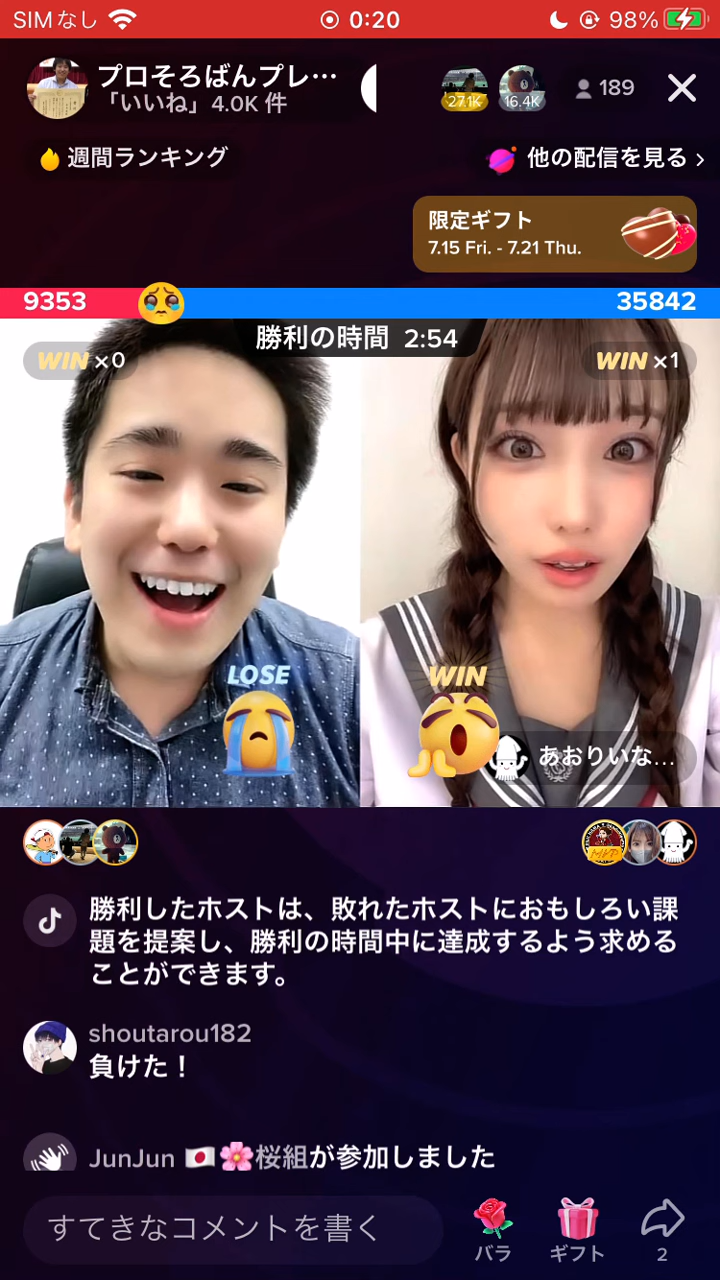 SIMなし 0:20 98%
プロそろばんプレ…
「いいね」4.0K 件
27.1K 16.4K 189
週間ランキング 他の配信を見る
限定ギフト
7.15 Fri. - 7.21 Thu.
9353 35842
勝利の時間 2:54
WIN ×0 WIN ×1
LOSE WIN
あおりいな…
勝利したホストは、敗れたホストにおもしろい課
題を提案し、勝利の時間中に達成するよう求める
ことができます。
shoutarou182
負けた！
JunJun 🇯🇵🌸桜組が参加しました
すてきなコメントを書く
バラ ギフト 2